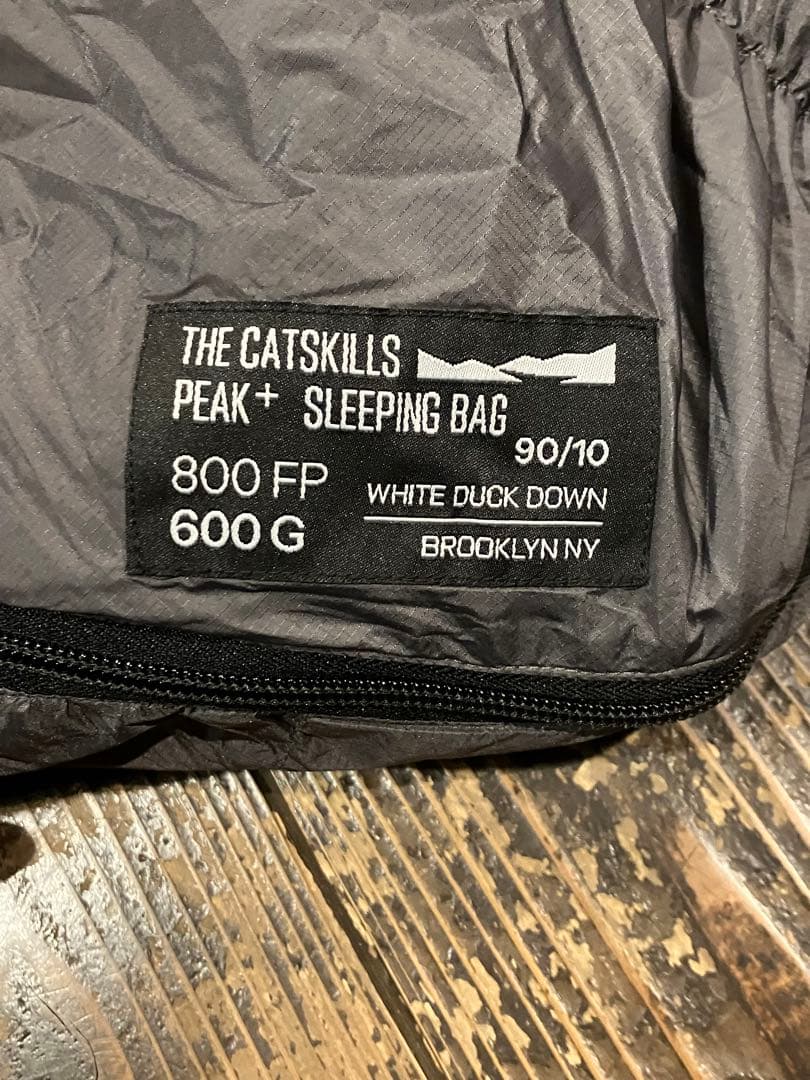 THE CATSKILLS
PEAK+ SLEEPING BAG
90/10
800 FP
WHITE DUCK DOWN
600 G
BROOKLYN NY